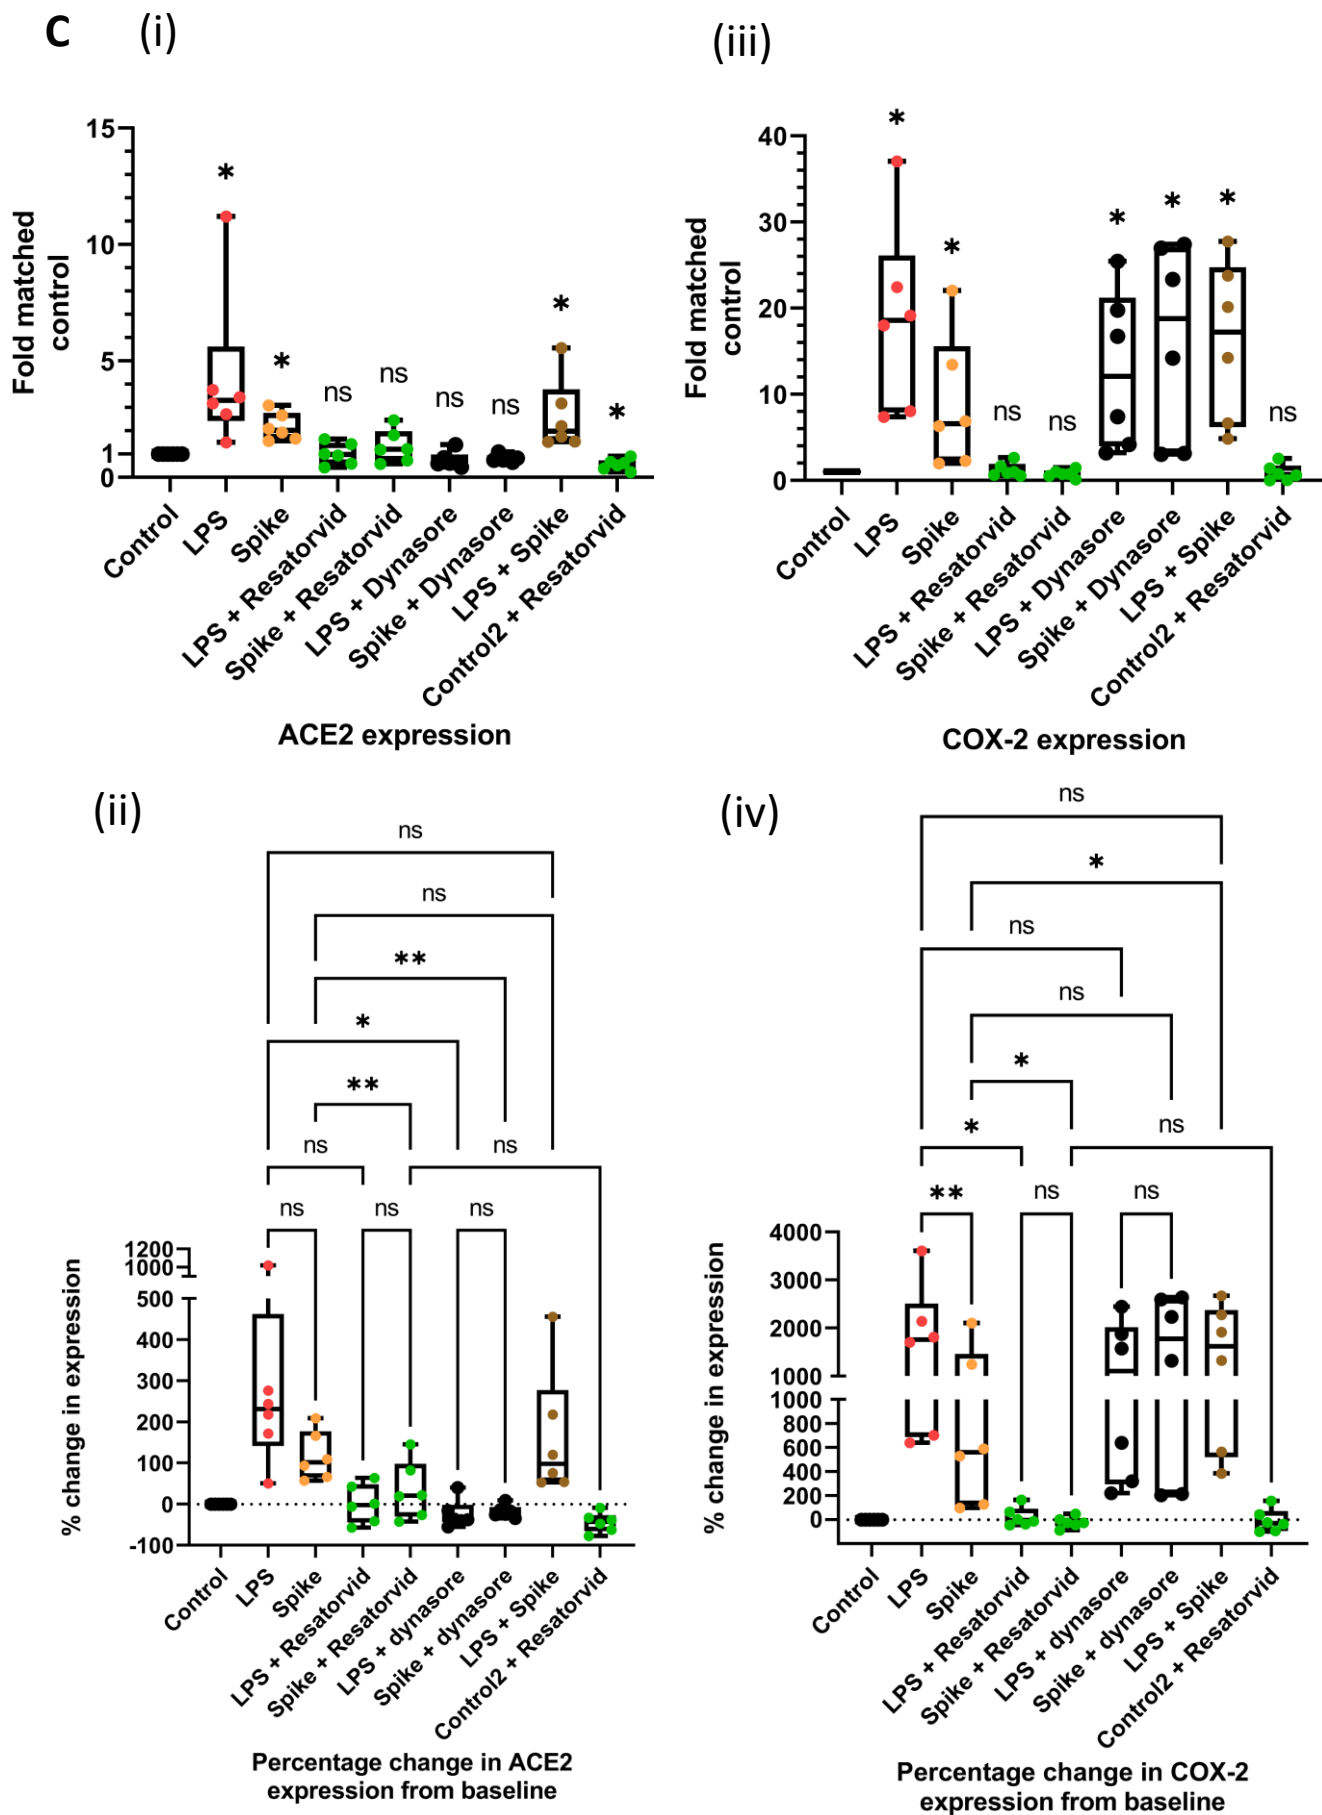 C
(i)
15
10
5
1
0
Fold matched
control
*
*
ns
ns
ns
ns
*
*
Control
LPS
Spike
LPS + Resatorvid
Spike + Resatorvid
LPS + Dynasore
Spike + Dynasore
LPS + Spike
Control2 + Resatorvid
ACE2 expression
(iii)
40
30
20
10
0
Fold matched
control
*
*
ns
ns
*
*
*
ns
Control
LPS
Spike
LPS + Resatorvid
Spike + Resatorvid
LPS + Dynasore
Spike + Dynasore
LPS + Spike
Control2 + Resatorvid
COX-2 expression
(ii)
ns
ns
**
*
**
ns
ns
ns
ns
ns
1200
1000
500
400
300
200
100
0
-100
% change in expression
Control
LPS
Spike
LPS + Resatorvid
Spike + Resatorvid
LPS + dynasore
Spike + dynasore
LPS + Spike
Control2 + Resatorvid
Percentage change in ACE2
expression from baseline
(iv)
ns
*
ns
ns
*
*
ns
**
ns
ns
4000
3000
2000
1000
1000
800
600
400
200
0
% change in expression
Control
LPS
Spike
LPS + Resatorvid
Spike + Resatorvid
LPS + dynasore
Spike + dynasore
LPS + Spike
Control2 + Resatorvid
Percentage change in COX-2
expression from baseline